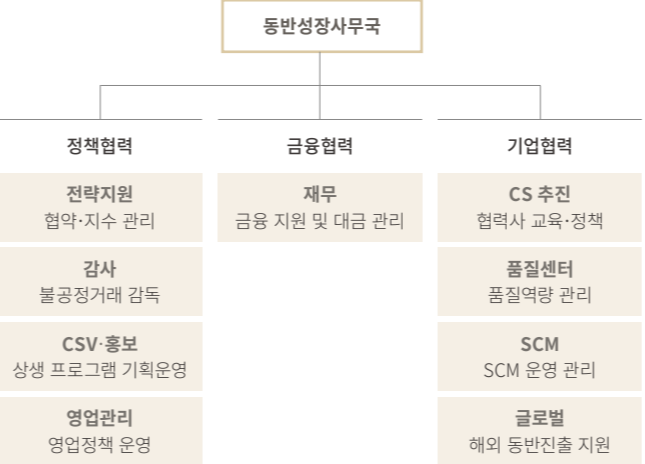 동반성장사무국
정책협력
전략지원
협약·지수 관리
감사
불공정거래 감독
CSV·홍보
상생 프로그램 기획운영
영업관리
영업정책 운영
금융협력
재무
금융 지원 및 대금 관리
기업협력
CS 추진
협력사 교육·정책
품질센터
품질역량 관리
SCM
SCM 운영 관리
글로벌
해외 동반진출 지원